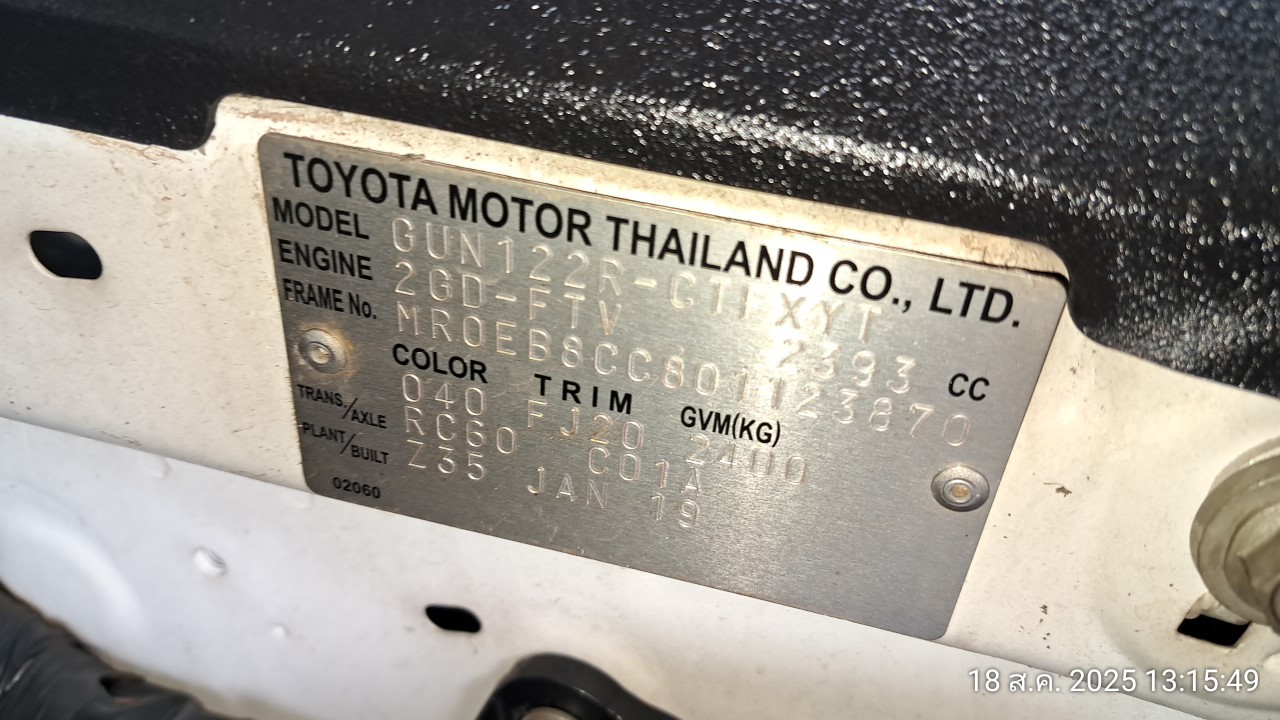 TOYOTA MOTOR THAILAND CO., LTD.
MODEL GUN122R-CTFXYT
ENGINE 2GD-FTV 2393 CC
FRAME No. MR0EB8CC801123870
COLOR TRIM GVM(KG)
040 FJ20 2400
TRANS./AXLE RC60 C01A
PLANT/BUILT Z35 JAN 19
02060
18 ส.ค. 2025 13:15:49